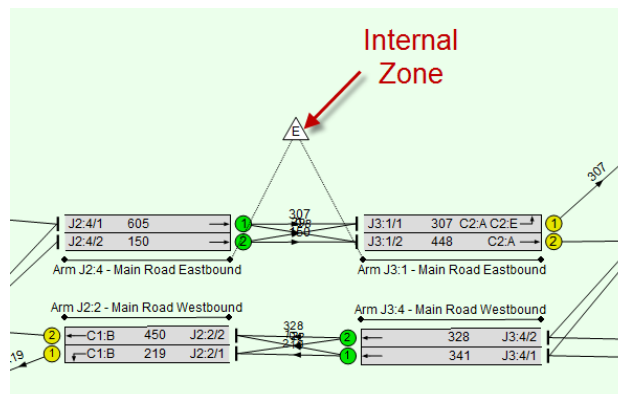 Internal
Zone
E
307
307
150
J2:4/1 605
1
J3:1/1 307 C2:A C2:E
1
J2:4/2 150
2
J3:1/2 448 C2:A
2
Arm J2:4 - Main Road Eastbound
Arm J3:1 - Main Road Eastbound
Arm J2:2 - Main Road Westbound
Arm J3:4 - Main Road Westbound
328
2
C1:B 450 J2:2/2
2
328 J3:4/2
219
1
C1:B 219 J2:2/1
1
341 J3:4/1